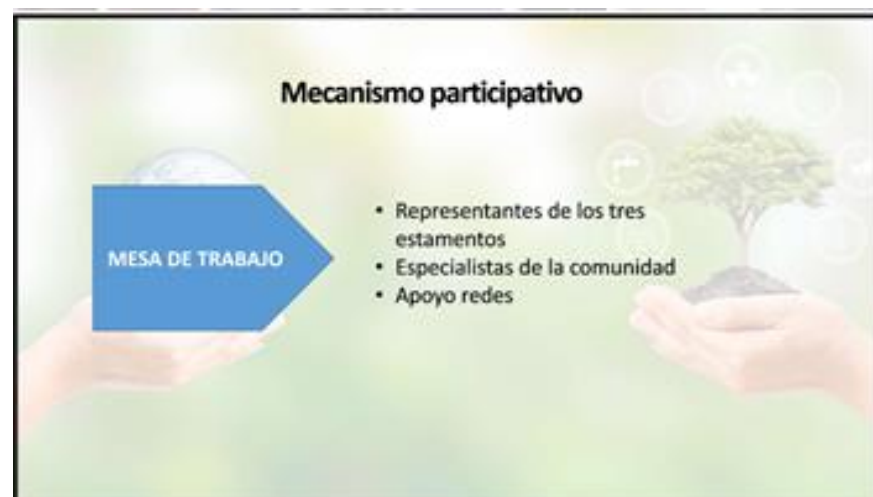 Mecanismo participativo
MESA DE TRABAJO
• Representantes de los tres
estamentos
• Especialistas de la comunidad
• Apoyo redes